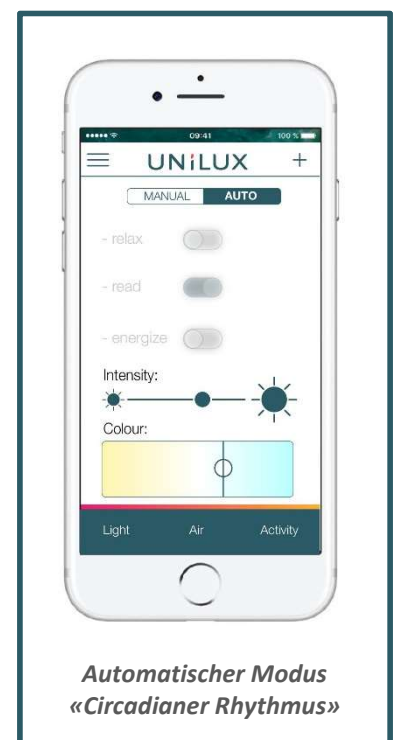 09:41 100 %
UNiLUX +
MANUAL AUTO
- relax
- read
- energize
Intensity:
Colour:
Light Air Activity
Automatischer Modus
«Circadianer Rhythmus»